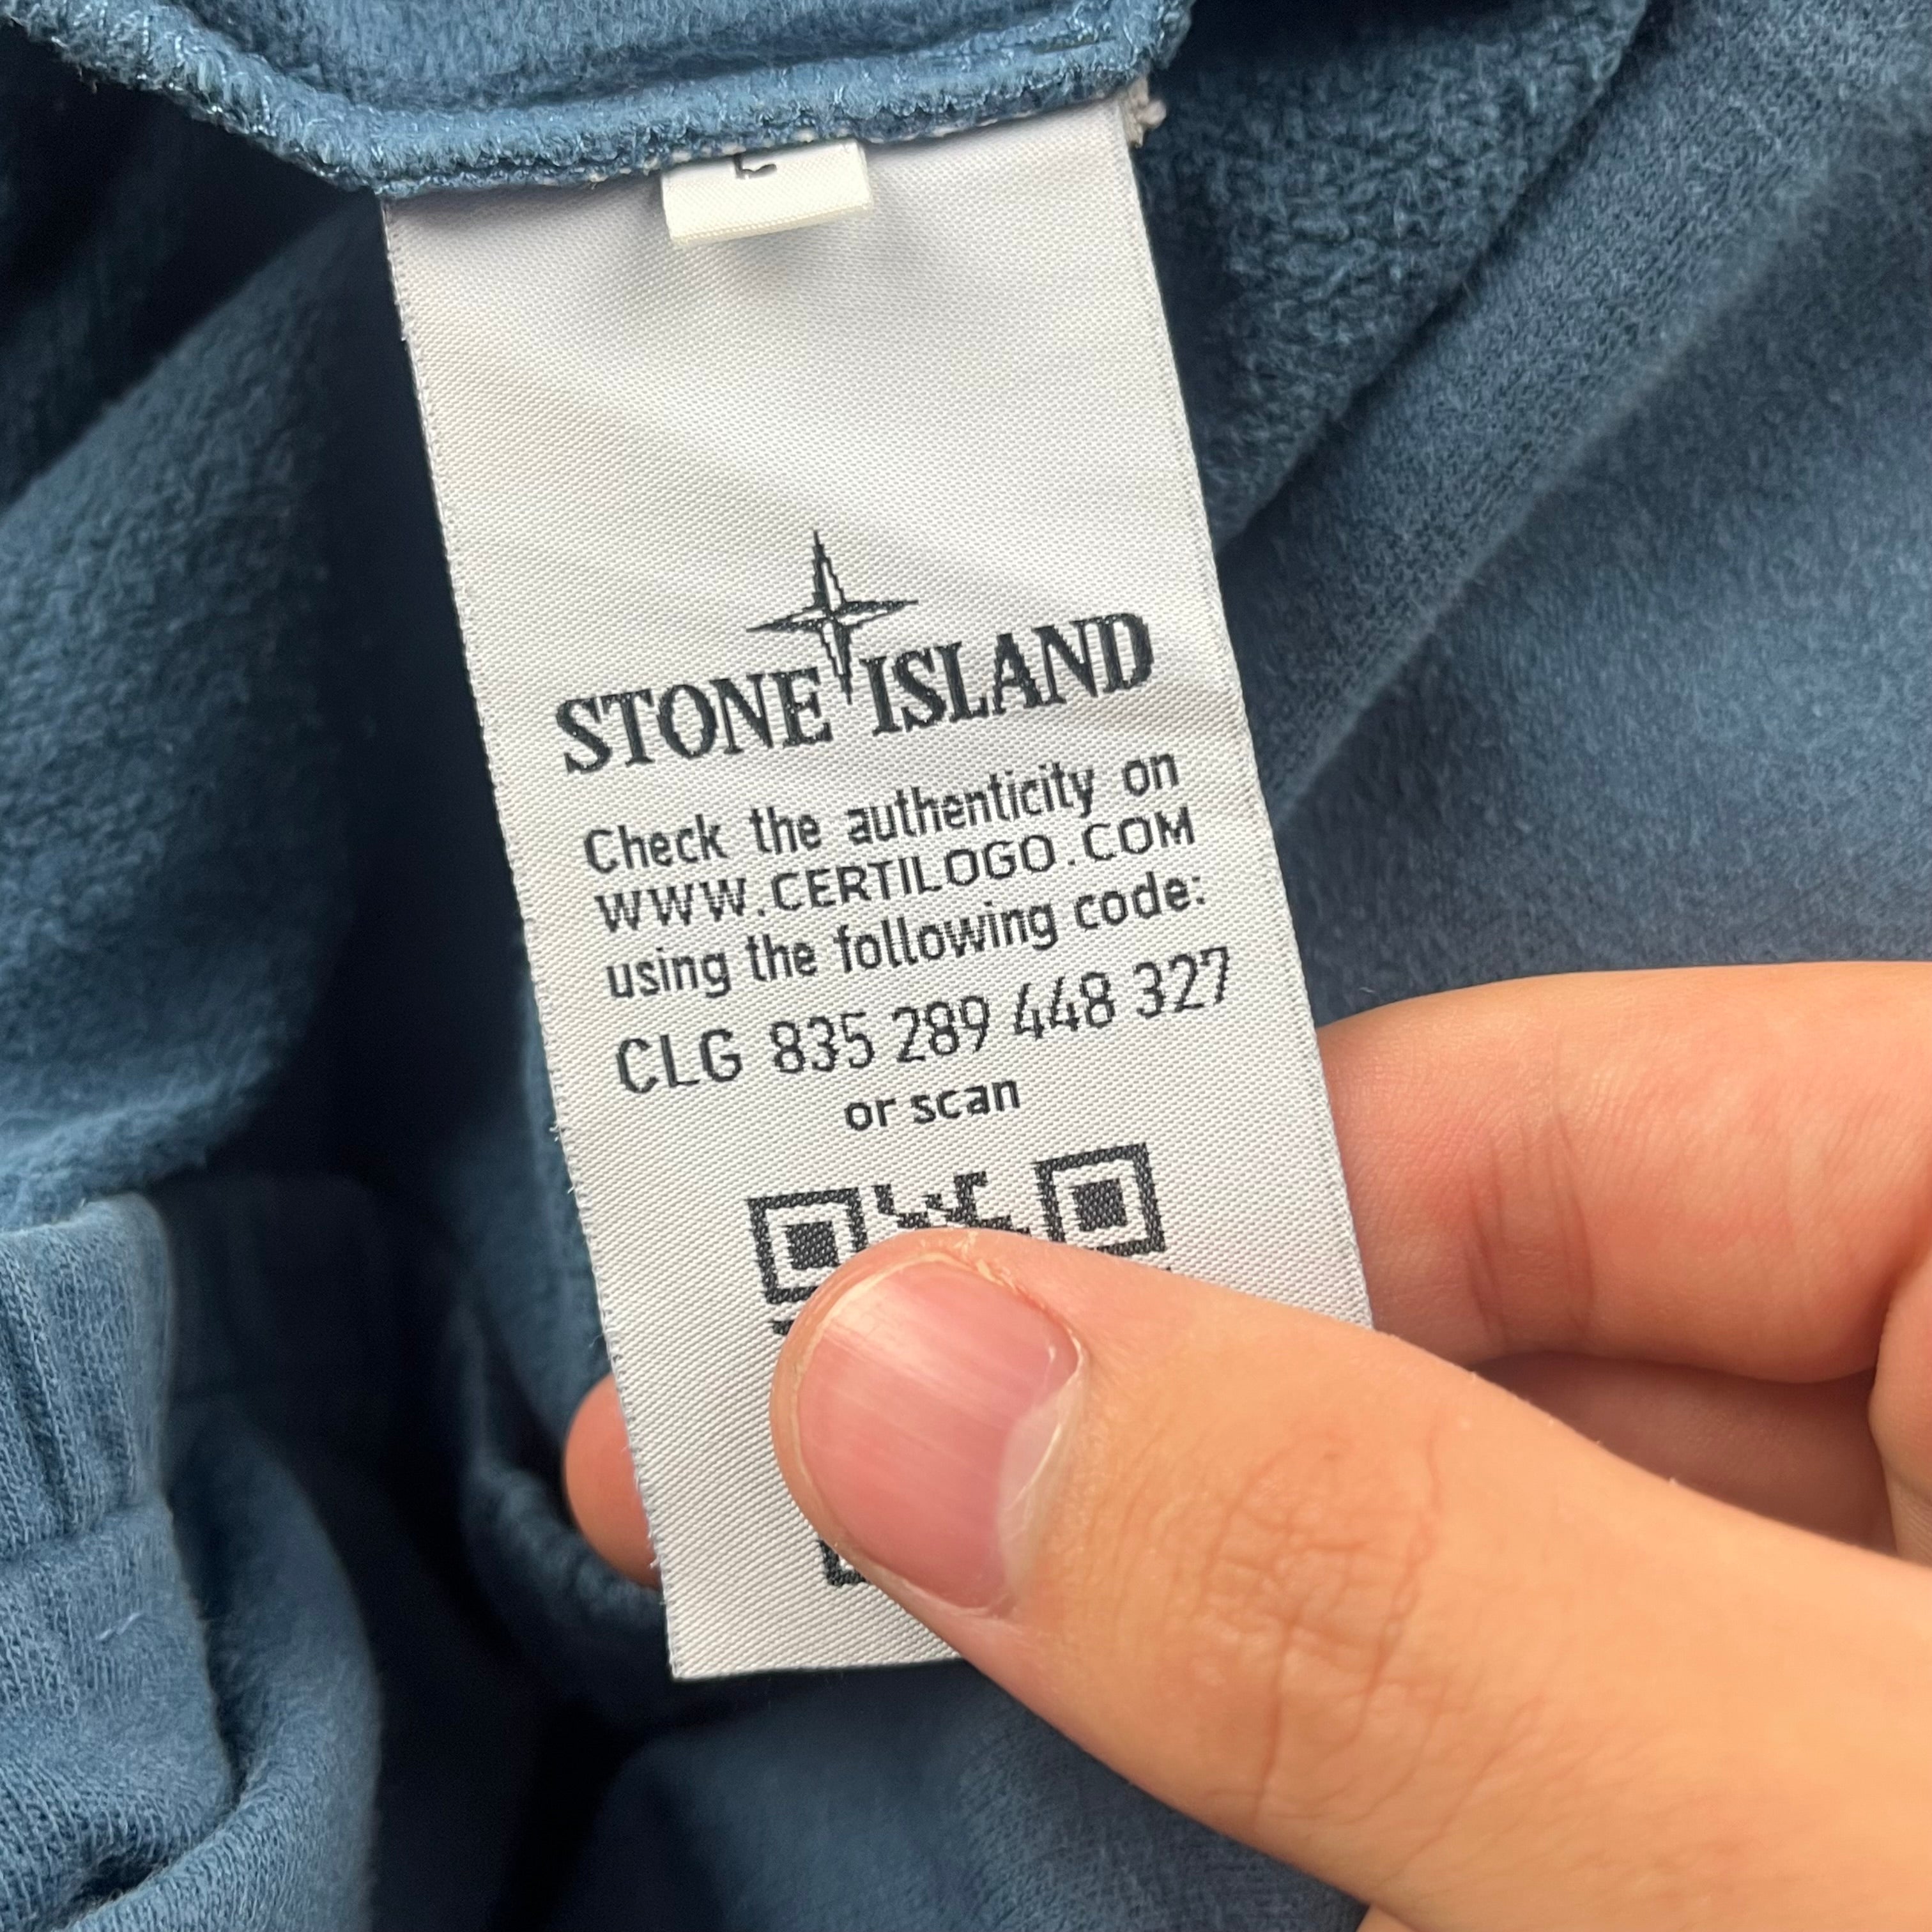 STONE ISLAND
Check the authenticity on
WWW.CERTILOGO.COM
using the following code:
CLG 835 289 448 327
or scan